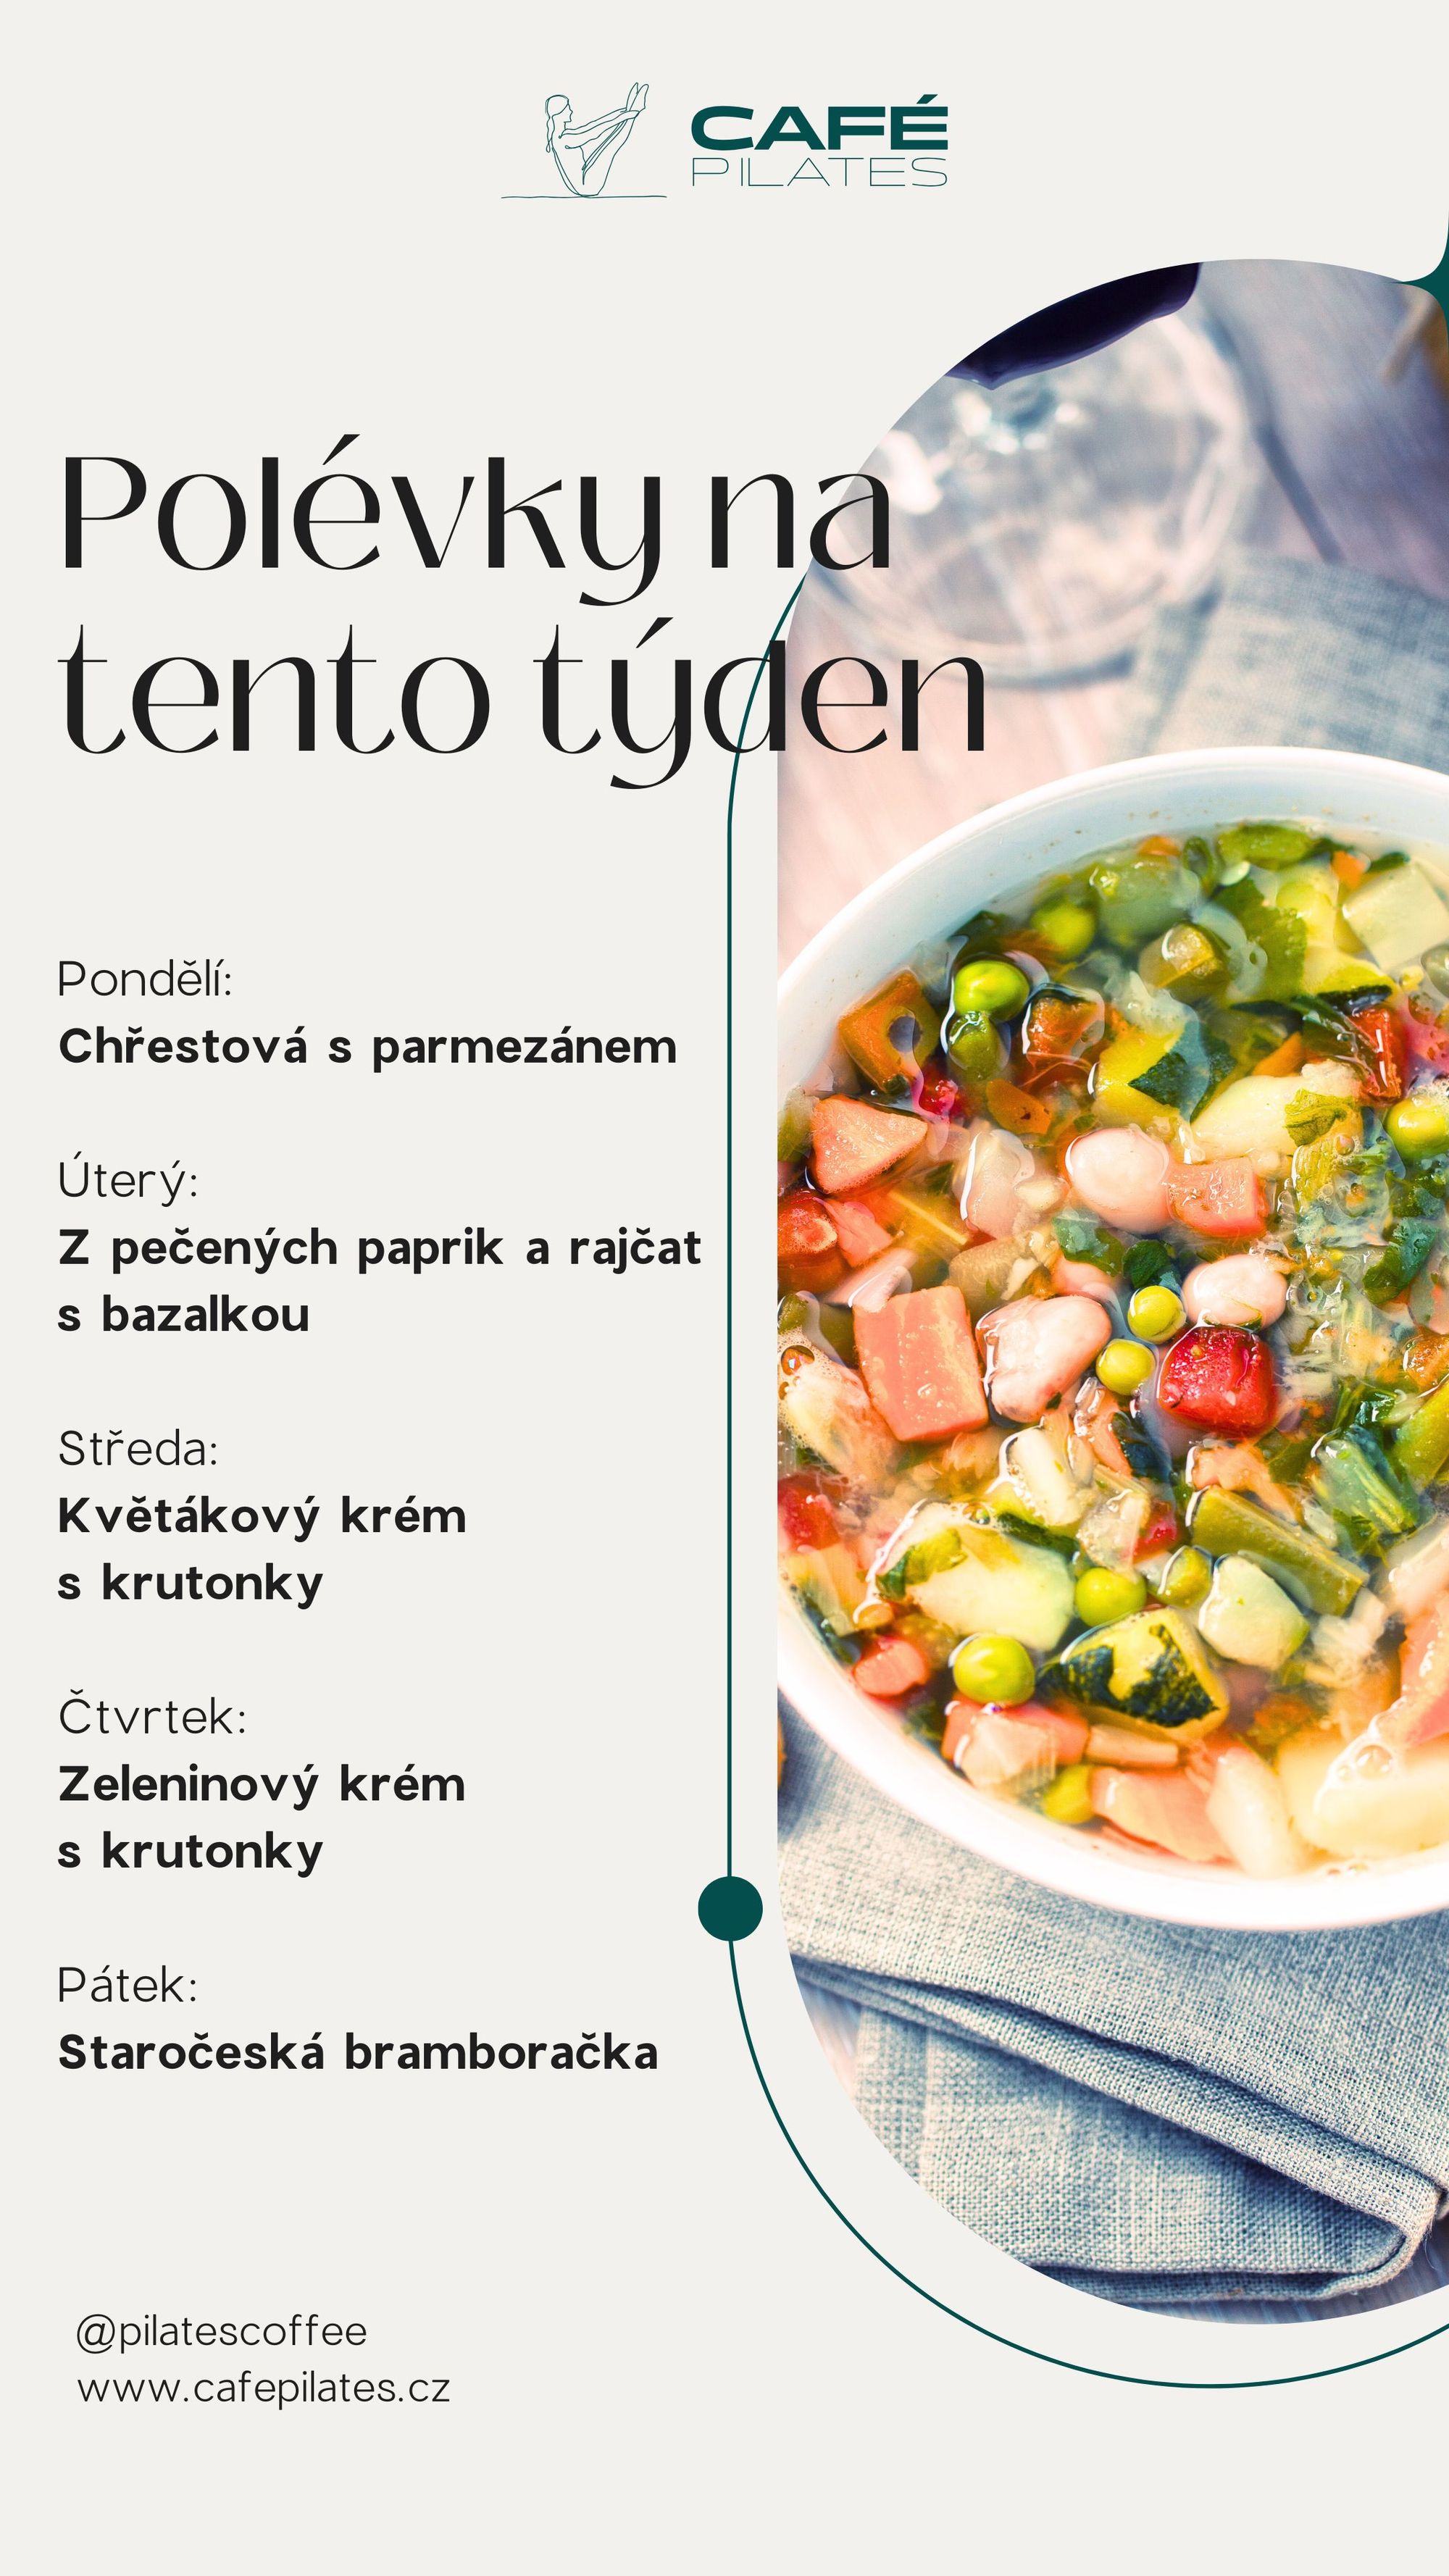 CAFÉ
PILATES
Polévky na
tento týden
Pondělí:
Chřestová s parmezánem
Úterý:
Z pečených paprik a rajčat
s bazalkou
Středa:
Květákový krém
s krutonky
Čtvrtek:
Zeleninový krém
s krutonky
Pátek:
Staročeská bramboračka
@pilatescoffee
www.cafepilates.cz